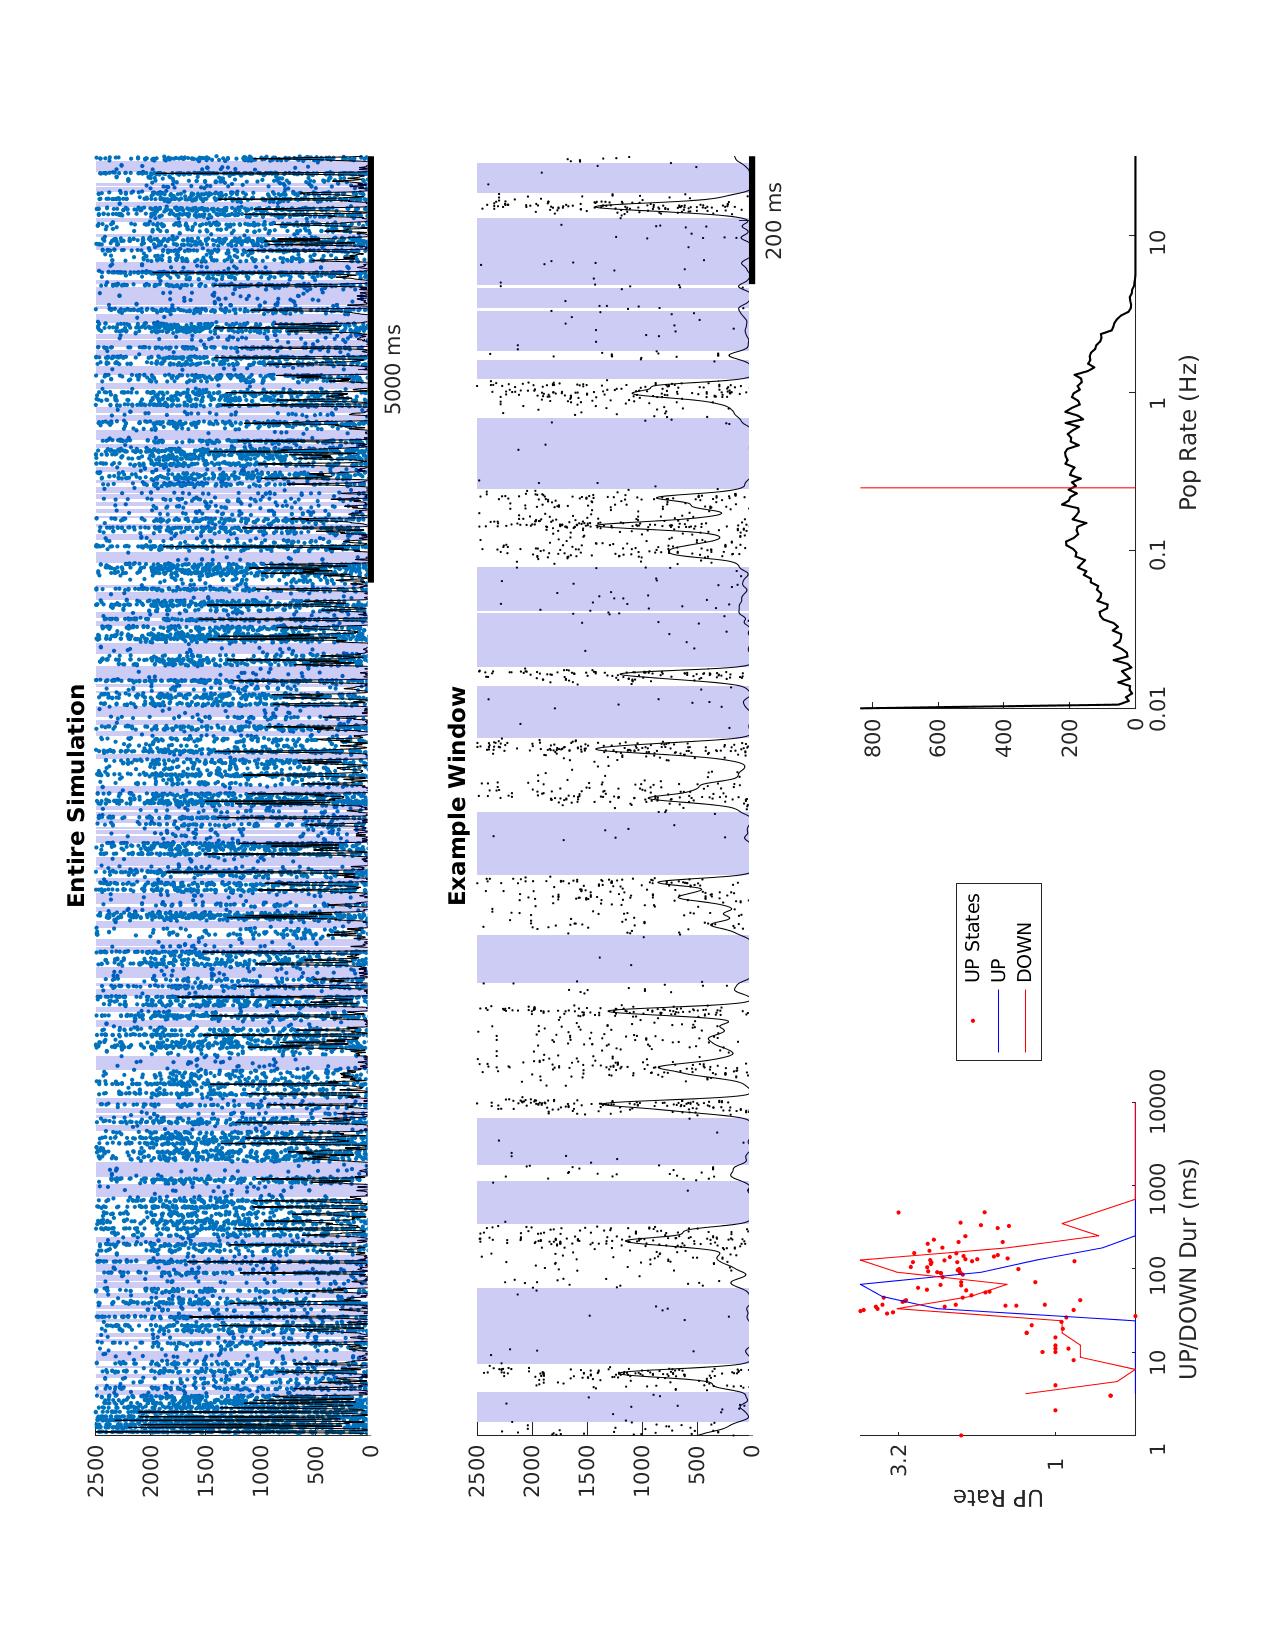 Entire Simulation
2500
2000
1500
1000
500
0
5000 ms
Example Window
2500
2000
1500
1000
500
0
200 ms
UP Rate
3.2
1
1 10 100 1000 10000
UP/DOWN Dur (ms)
UP States
UP
DOWN
800
600
400
200
0
0.01 0.1 1 10
Pop Rate (Hz)